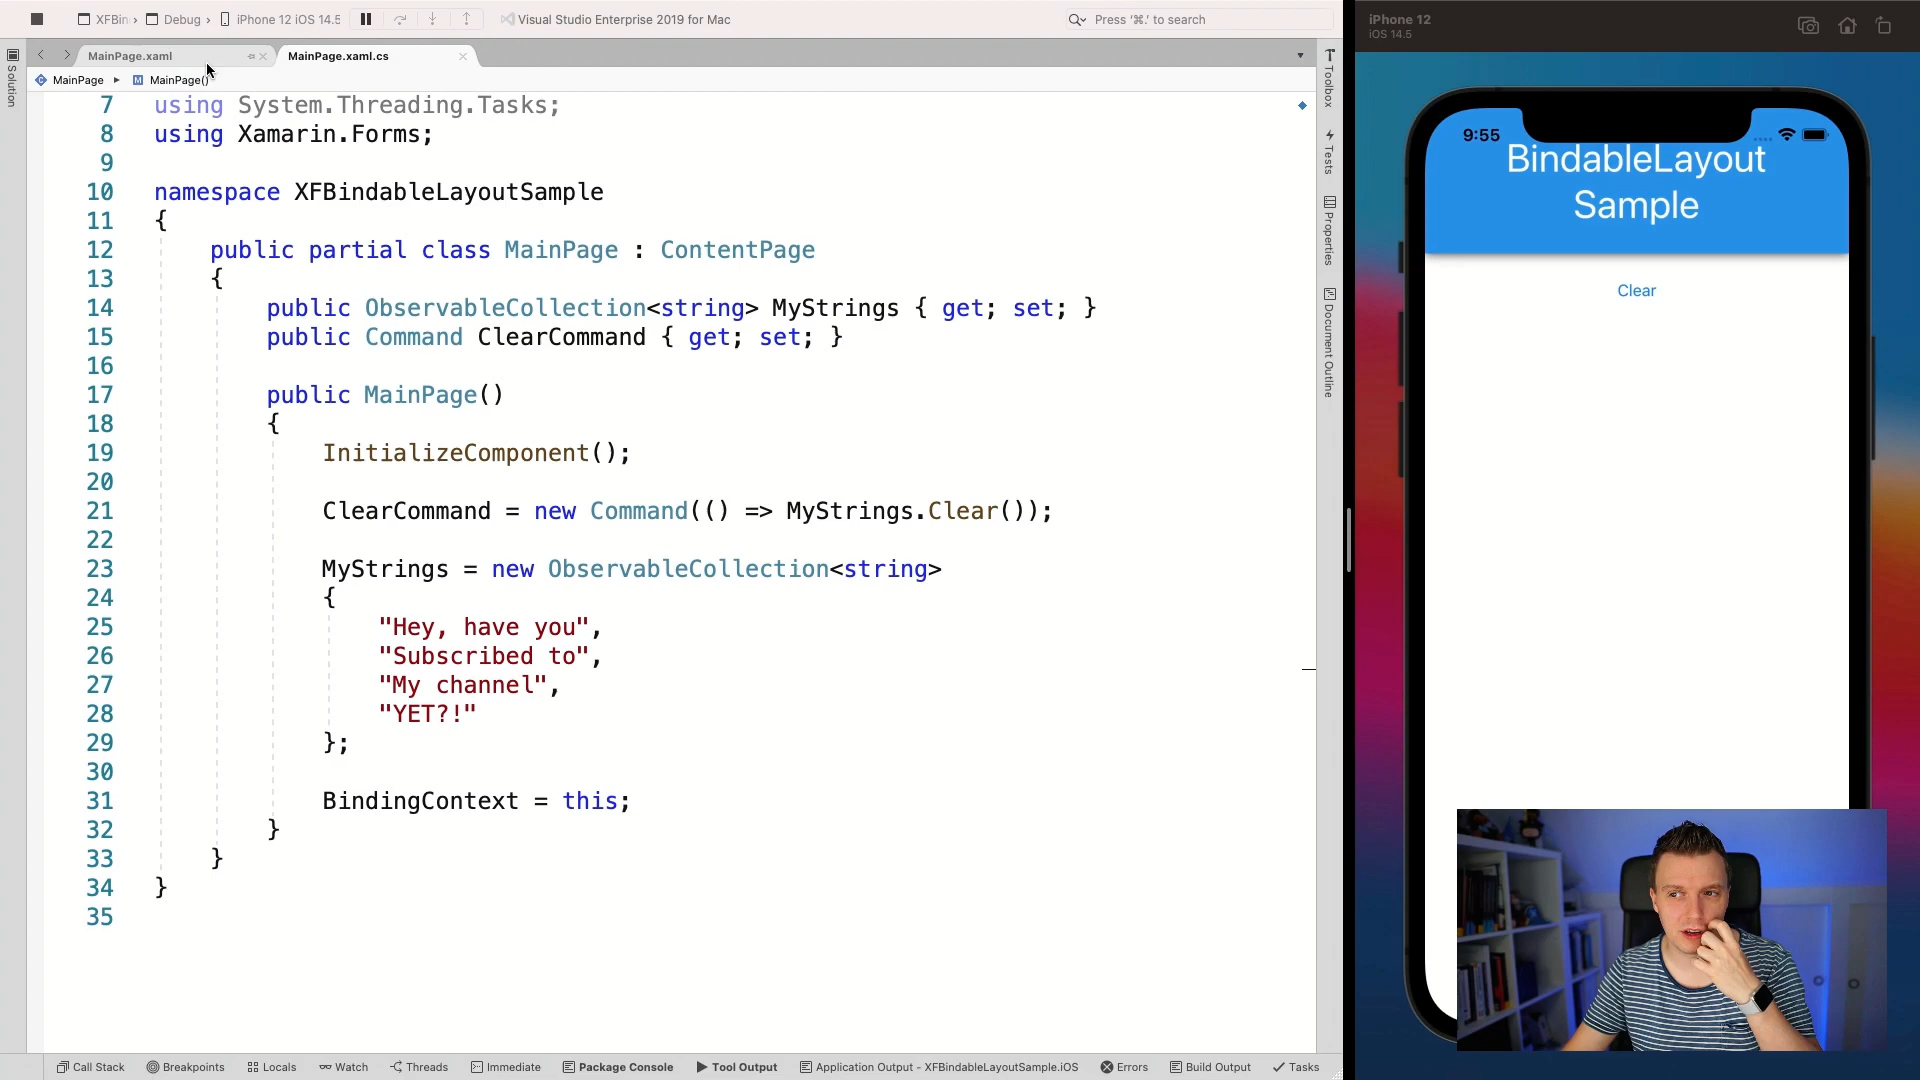 XFBin › Debug › iPhone 12 iOS 14.5
Visual Studio Enterprise 2019 for Mac
Press '⌘.' to search
MainPage.xaml
MainPage.xaml.cs
MainPage ▸ M MainPage()
Solution
7 using System.Threading.Tasks;
8 using Xamarin.Forms;
9
10 namespace XFBindableLayoutSample
11 {
12 public partial class MainPage : ContentPage
13 {
14 public ObservableCollection<string> MyStrings { get; set; }
15 public Command ClearCommand { get; set; }
16
17 public MainPage()
18 {
19 InitializeComponent();
20
21 ClearCommand = new Command(() => MyStrings.Clear());
22
23 MyStrings = new ObservableCollection<string>
24 {
25 "Hey, have you",
26 "Subscribed to",
27 "My channel",
28 "YET?!"
29 };
30
31 BindingContext = this;
32 }
33 }
34 }
35
Toolbox
Tests
Properties
Document Outline
Call Stack Breakpoints Locals Watch Threads Immediate Package Console Tool Output Application Output - XFBindableLayoutSample.iOS Errors Build Output Tasks
iPhone 12
iOS 14.5
9:55
BindableLayout
Sample
Clear